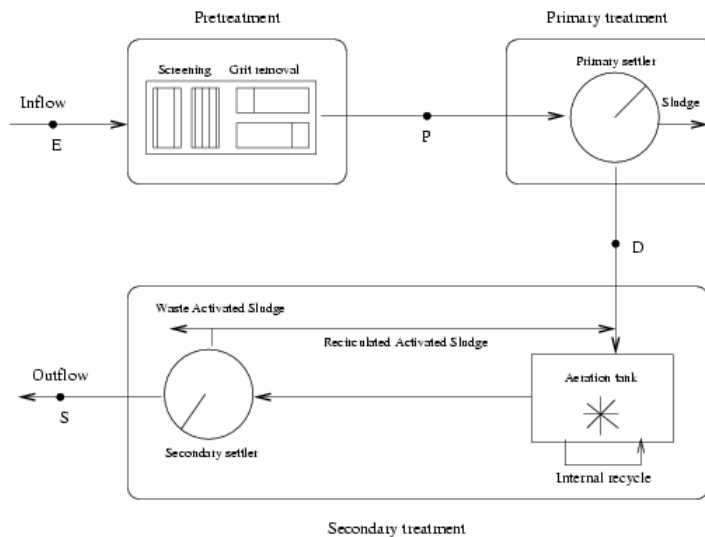 Pretreatment
Primary treatment
Screening
Grit removal
Primary settler
Inflow
Sludge
E
P
D
Waste Activated Sludge
Recirculated Activated Sludge
Outflow
Aeration tank
S
Secondary settler
Internal recycle
Secondary treatment